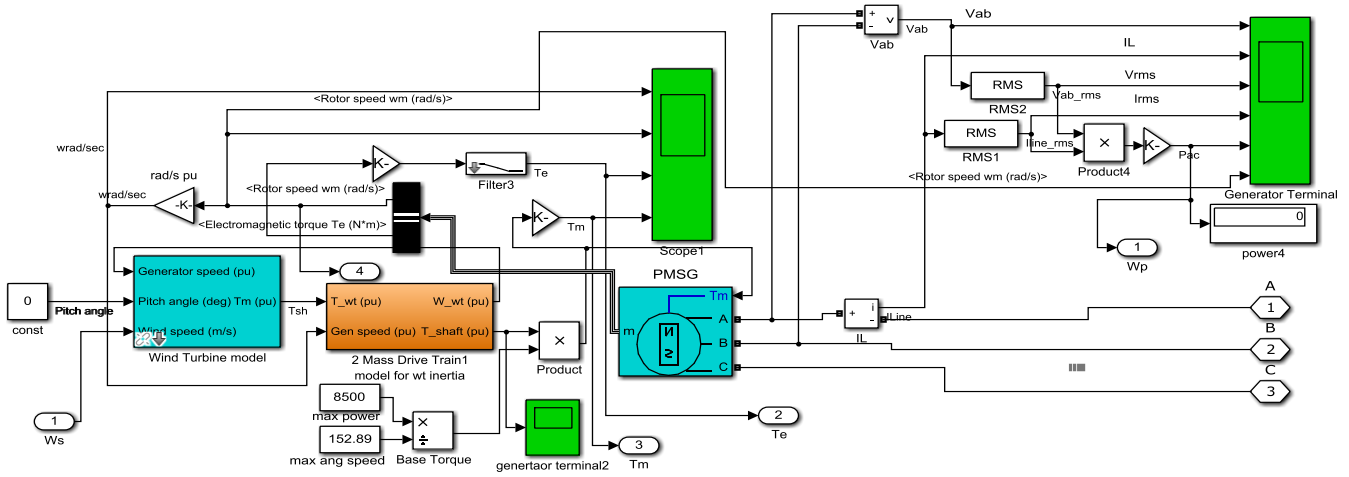 Vab
+
-
v
Vab
Vab
IL
Vrms
RMS
Vab_rms
RMS2
Irms
RMS
Iline_rms
RMS1
×
Product4
K-
Pac
<Rotor speed wm (rad/s)>
Generator Terminal
0
power4
1
Wp
<Rotor speed wm (rad/s)>
Scope1
wrad/sec
rad/s pu
wrad/sec
-K-
K-
Filter3
Te
<Rotor speed wm (rad/s)>
<Electromagnetic torque Te (N*m)>
K-
Tm
4
Generator speed (pu)
Pitch angle (deg)
Tm (pu)
Wind speed (m/s)
Wind Turbine model
0
const
Pitch angle
Tsh
1
Ws
T_wt (pu)
W_wt (pu)
Gen speed (pu)
T_shaft (pu)
2 Mass Drive Train1
model for wt inertia
×
Product
8500
max power
152.89
max ang speed
×
÷
Base Torque
genertaor terminal2
3
Tm
2
Te
PMSG
Tm
m
N
S
A
B
C
+
i
-
ILine
IL
A
1
B
2
C
3